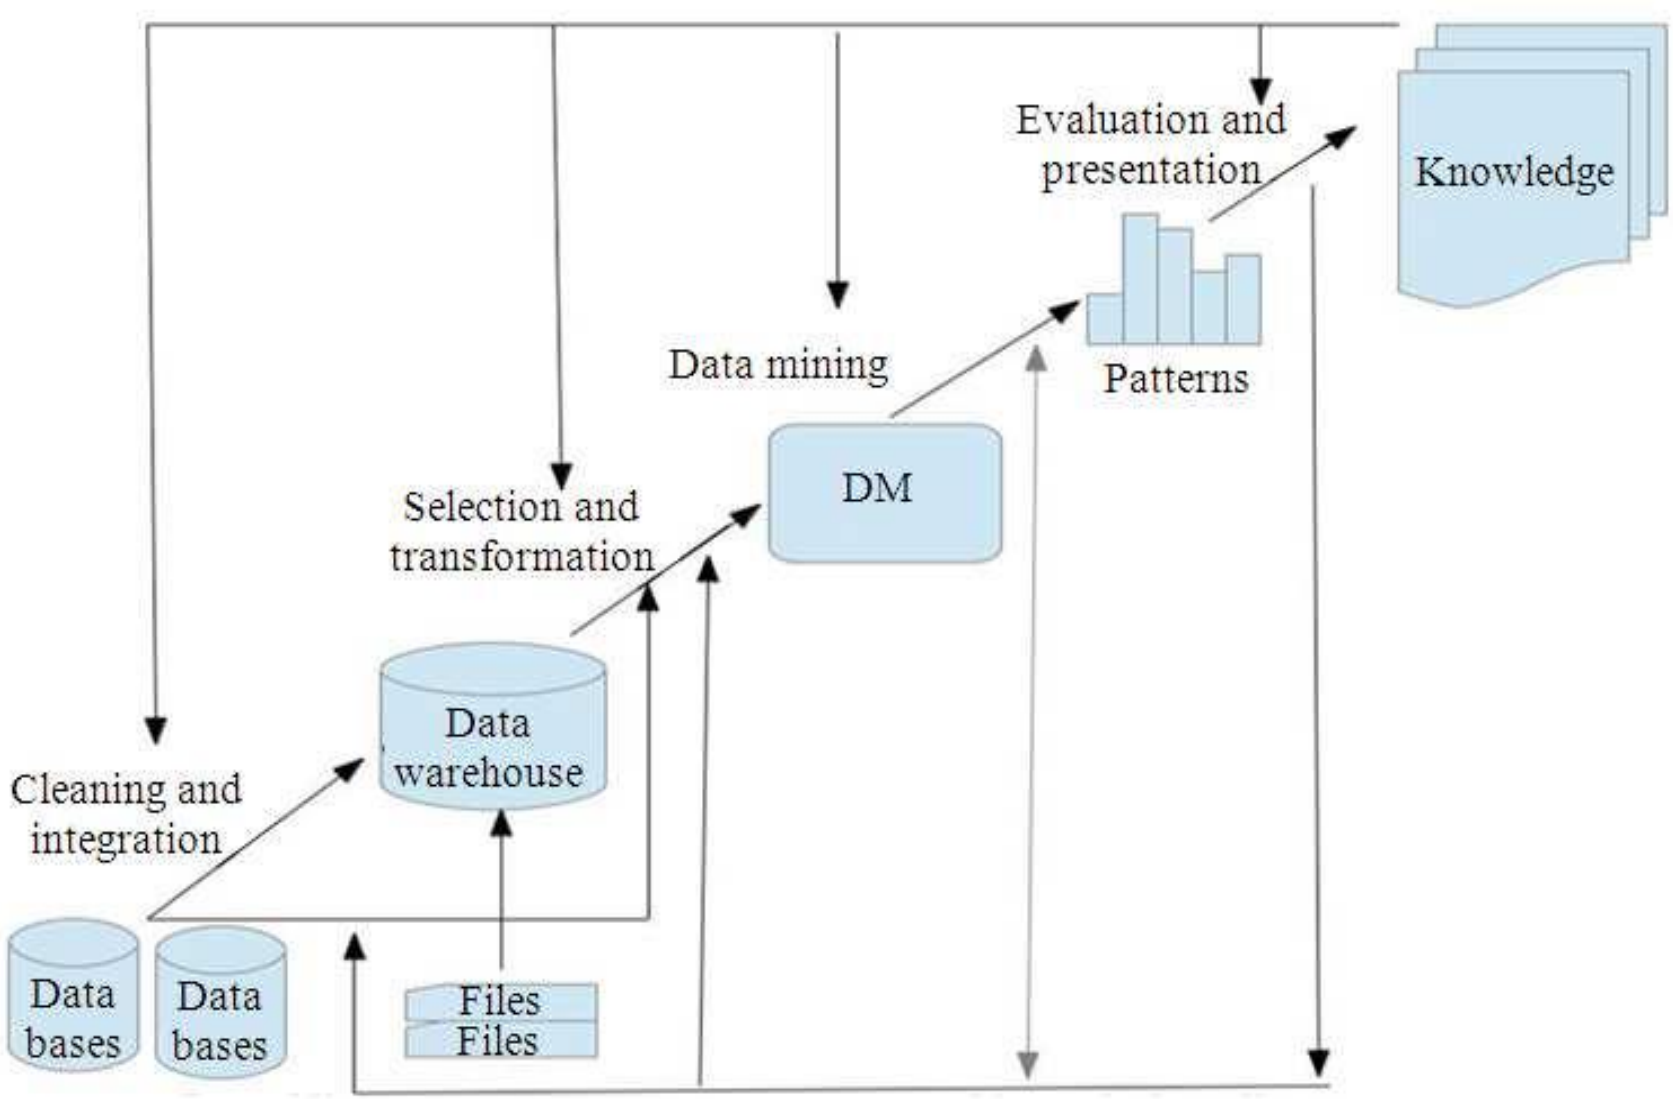 Evaluation and
presentation
Knowledge
Data mining
Patterns
DM
Selection and
transformation
Data
warehouse
Cleaning and
integration
Data
bases
Data
bases
Files
Files